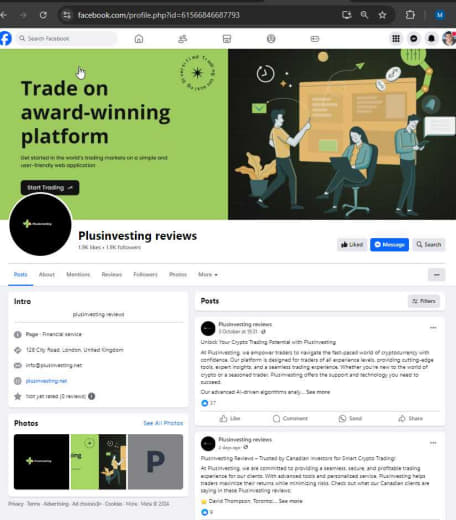 facebook.com/profile.php?id=61566846687793
M
Search Facebook
Trade on
award-winning
platform
Get started in the world's trading markets on a simple and
user-friendly web application
Start Trading
Plusinvesting
Plusinvesting reviews
1.9K likes • 1.8K followers
Liked
Message
Search
Posts
About
Mentions
Reviews
Followers
Photos
More
Intro
plusinvesting reviews
Page · Financial service
128 City Road, London, United Kingdom
info@plusinvesting.net
plusinvesting.net
Not yet rated (0 reviews)
Photos
See All Photos
Plusinvesting
P
Privacy · Terms · Advertising · Ad choices · Cookies · More · Meta © 2024
Posts
Filters
Plusinvesting reviews
3 October at 19:31
Unlock Your Crypto Trading Potential with Plusinvesting
At Plusinvesting, we empower traders to navigate the fast-paced world of cryptocurrency with
confidence. Our platform is designed for traders of all experience levels, providing cutting-edge
tools, expert insights, and a seamless trading experience. Whether you're new to the world of
crypto or a seasoned trader, Plusinvesting offers the support and technology you need to
succeed.
Our advanced AI-driven algorithms analy... See more
37
Like
Comment
Send
Share
Plusinvesting reviews
Plusinvesting Reviews – Trusted by Canadian Investors for Smart Crypto Trading!
At Plusinvesting, we are committed to providing a seamless, secure, and profitable trading
experience for our clients. With advanced tools and personalized service, Plusinvesting helps
traders maximize their returns while minimizing risks. Check out what our Canadian clients are
saying in these Plusinvesting reviews:
David Thompson, Toronto... See more
9